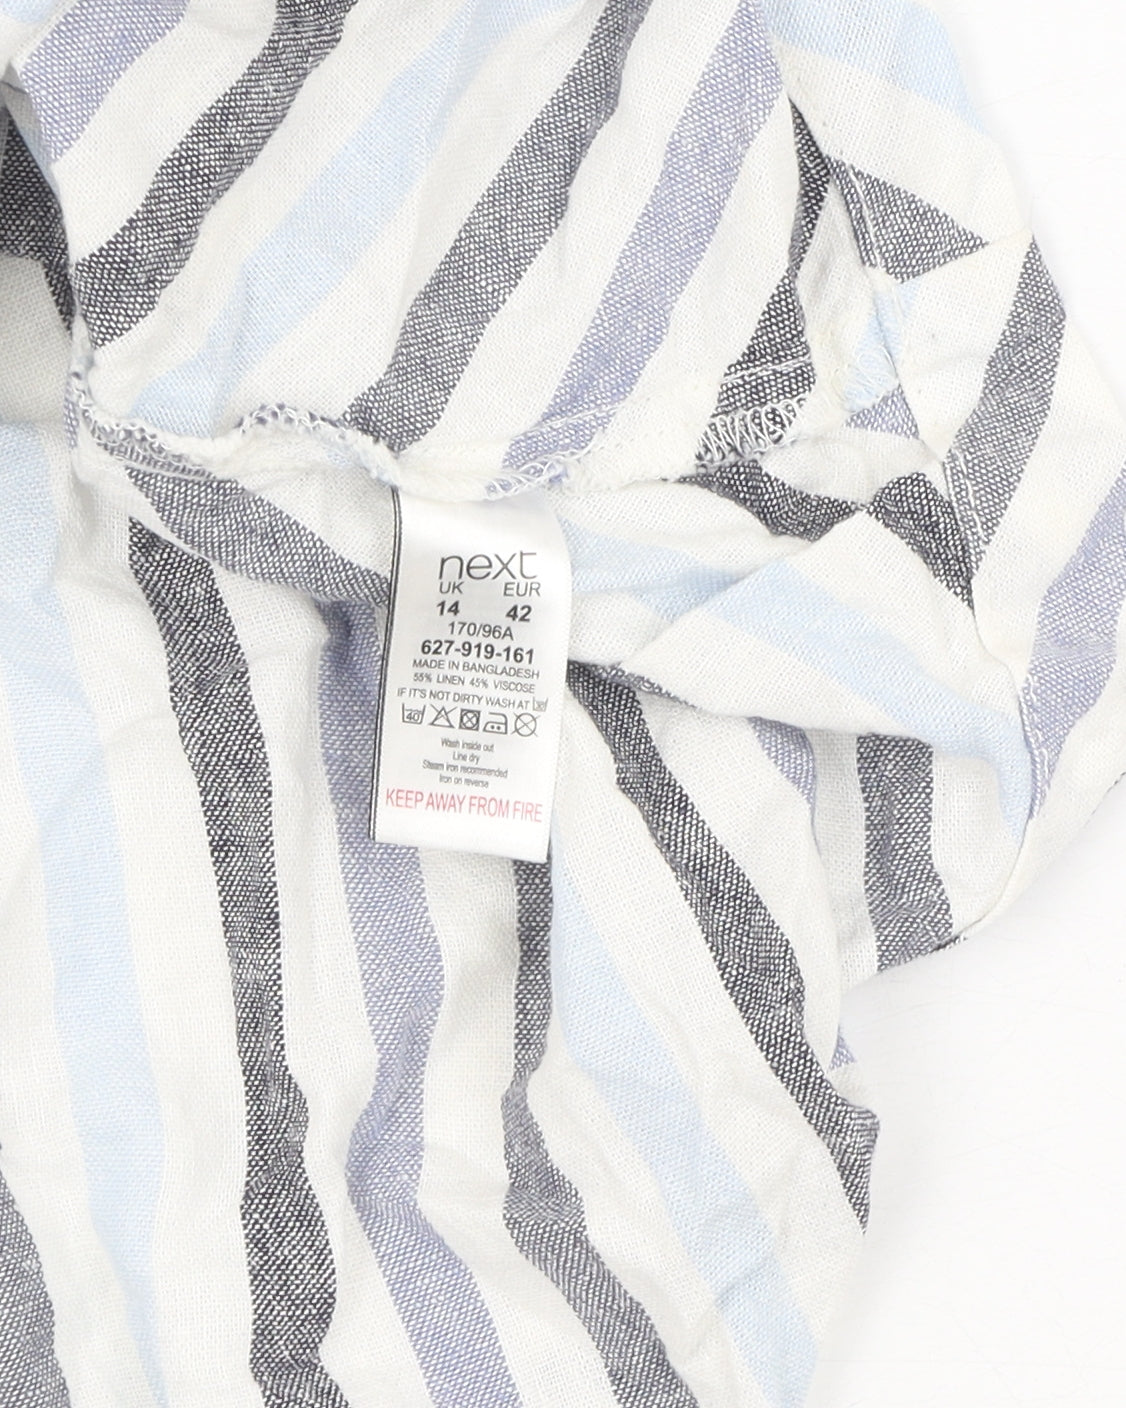 next
UK EUR
14 42
170/96A
627-919-161
MADE IN BANGLADESH
55% LINEN 45% VISCOSE
IF IT'S NOT DIRTY WASH AT 30
40
Wash inside out
Line dry
Steam iron recommended
Iron on reverse
KEEP AWAY FROM FIRE